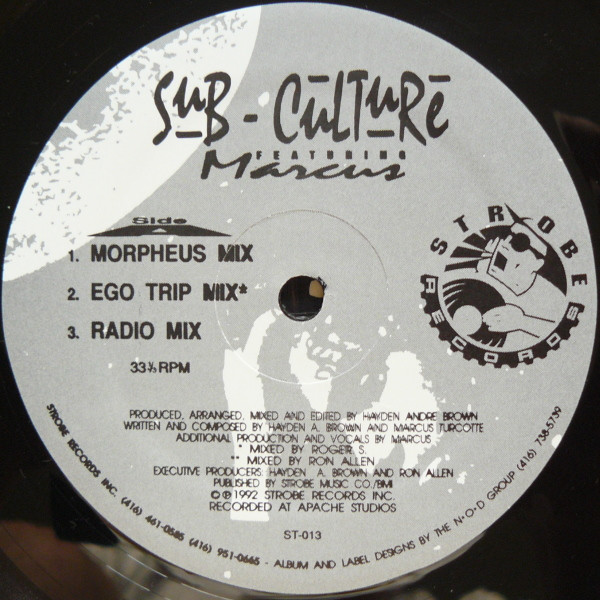 SUB-CULTURE
FEATURING
Marcus
Side
A
1. MORPHEUS MIX
2. EGO TRIP MIX*
3. RADIO MIX
33⅓ RPM
STROBE
RECORDS
PRODUCED, ARRANGED, MIXED AND EDITED BY HAYDEN ANDRE BROWN
WRITTEN AND COMPOSED BY HAYDEN A. BROWN AND MARCUS TURCOTTE
ADDITIONAL PRODUCTION AND VOCALS BY MARCUS
* MIXED BY ROGER S.
** MIXED BY RON ALLEN
EXECUTIVE PRODUCERS: HAYDEN A. BROWN AND RON ALLEN
PUBLISHED BY STROBE MUSIC CO./BMI
©℗ 1992 STROBE RECORDS INC.
RECORDED AT APACHE STUDIOS
ST-013
STROBE RECORDS INC. (416) 461-0685 (416) 951-0665 - ALBUM AND LABEL DESIGNS BY THE N•O•D GROUP (416) 738-5739